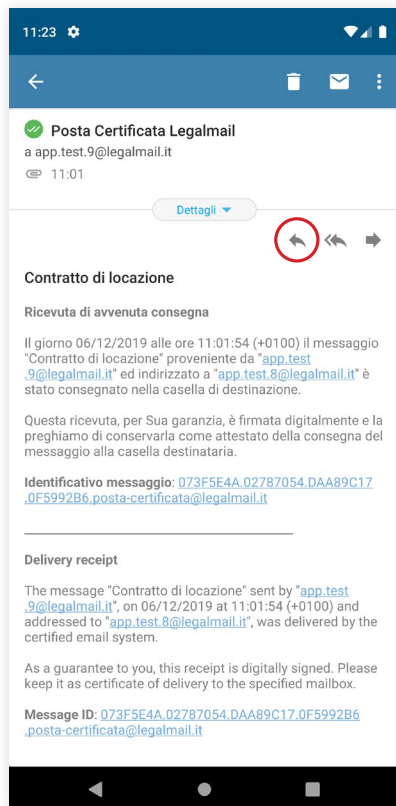 11:23
Posta Certificata Legalmail
a app.test.9@legalmail.it
11:01
Dettagli
Contratto di locazione
Ricevuta di avvenuta consegna
Il giorno 06/12/2019 alle ore 11:01:54 (+0100) il messaggio
"Contratto di locazione" proveniente da "app.test
.9@legalmail.it" ed indirizzato a "app.test.8@legalmail.it" è
stato consegnato nella casella di destinazione.
Questa ricevuta, per Sua garanzia, è firmata digitalmente e la
preghiamo di conservarla come attestato della consegna del
messaggio alla casella destinataria.
Identificativo messaggio: 073F5E4A.02787054.DAA89C17
.0F5992B6.posta-certificata@legalmail.it
Delivery receipt
The message "Contratto di locazione" sent by "app.test
.9@legalmail.it", on 06/12/2019 at 11:01:54 (+0100) and
addressed to "app.test.8@legalmail.it", was delivered by the
certified email system.
As a guarantee to you, this receipt is digitally signed. Please
keep it as certificate of delivery to the specified mailbox.
Message ID: 073F5E4A.02787054.DAA89C17.0F5992B6
.posta-certificata@legalmail.it